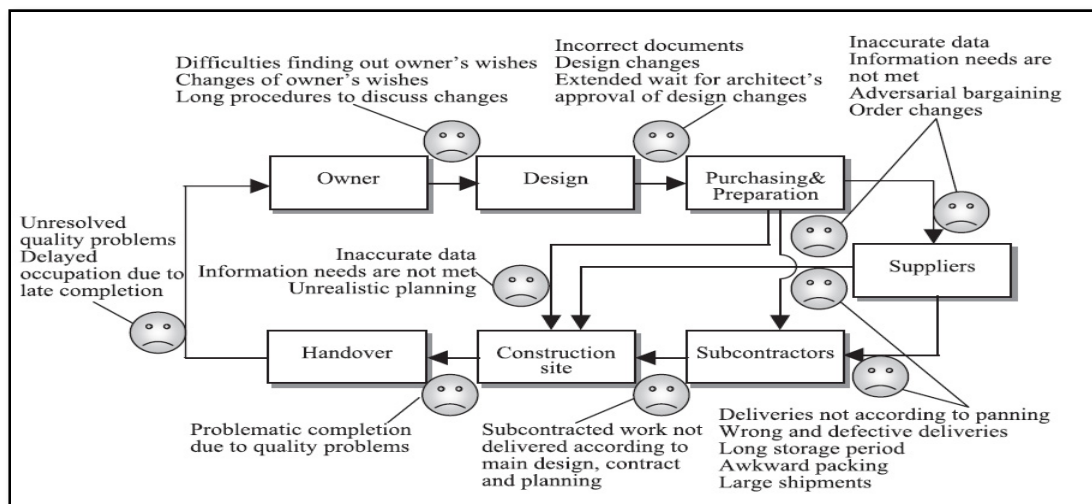 Difficulties finding out owner's wishes
Changes of owner's wishes
Long procedures to discuss changes
Incorrect documents
Design changes
Extended wait for architect's
approval of design changes
Inaccurate data
Information needs are
not met
Adversarial bargaining
Order changes
Owner
Design
Purchasing&
Preparation
Unresolved
quality problems
Delayed
occupation due to
late completion
Inaccurate data
Information needs are not met
Unrealistic planning
Suppliers
Handover
Construction
site
Subcontractors
Problematic completion
due to quality problems
Subcontracted work not
delivered according to
main design, contract
and planning
Deliveries not according to panning
Wrong and defective deliveries
Long storage period
Awkward packing
Large shipments